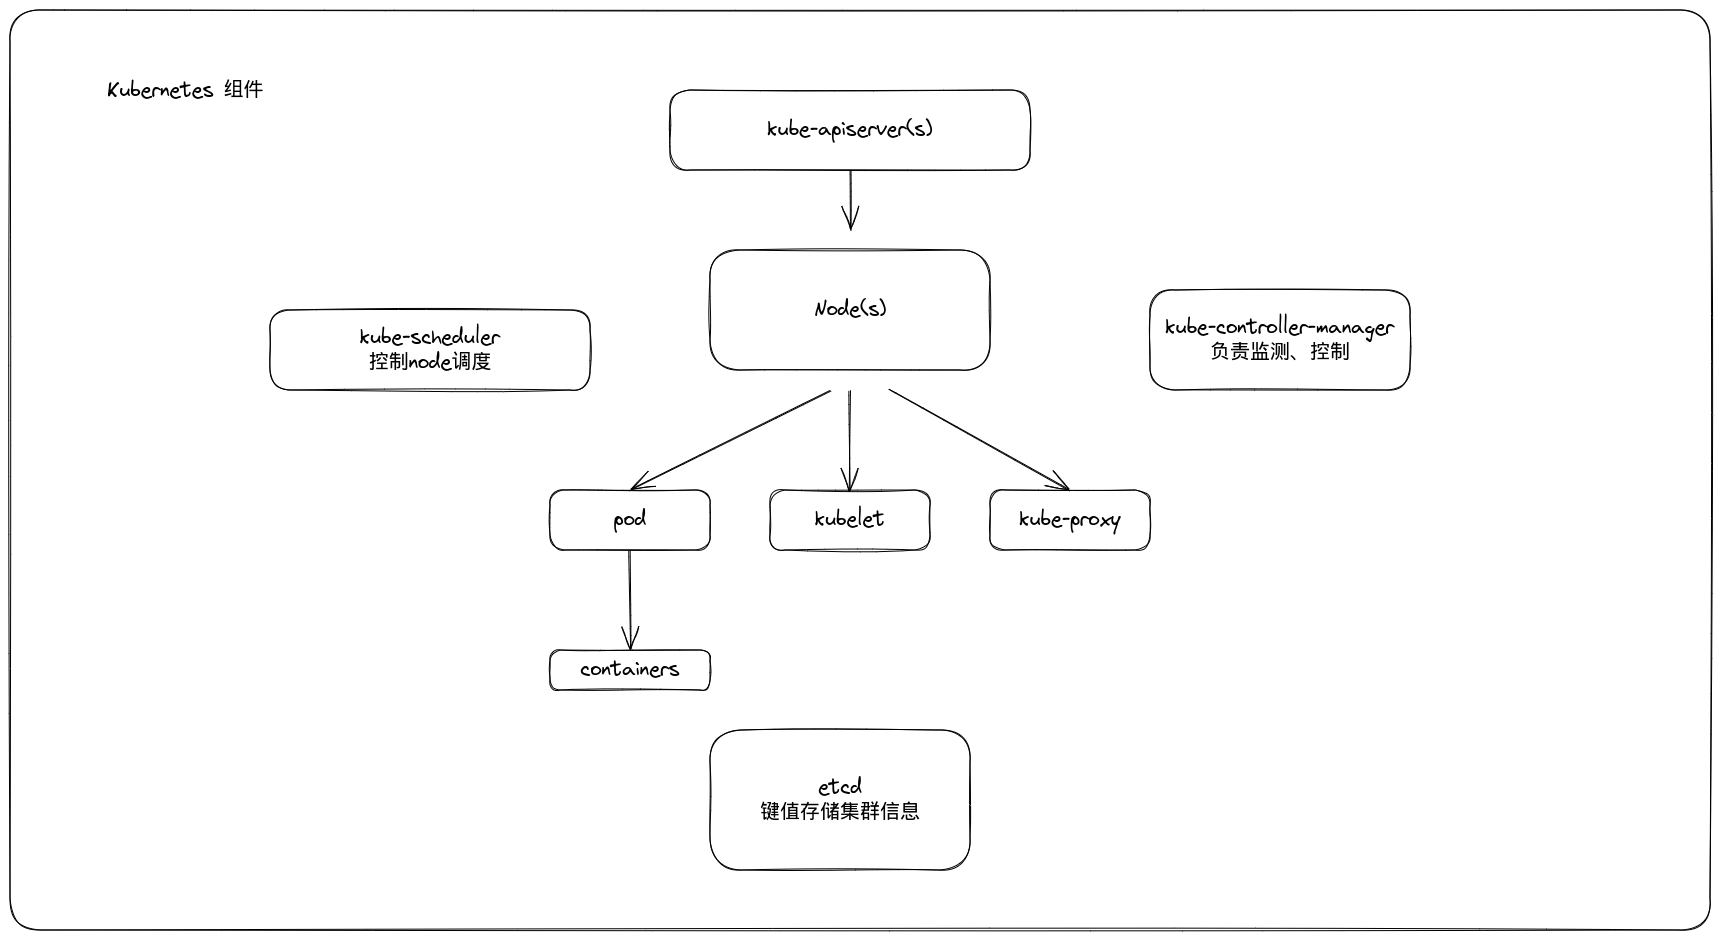 Kubernetes 组件
kube-apiserver(s)
Node(s)
kube-scheduler
控制node调度
kube-controller-manager
负责监测、控制
pod
kubelet
kube-proxy
containers
etcd
键值存储集群信息